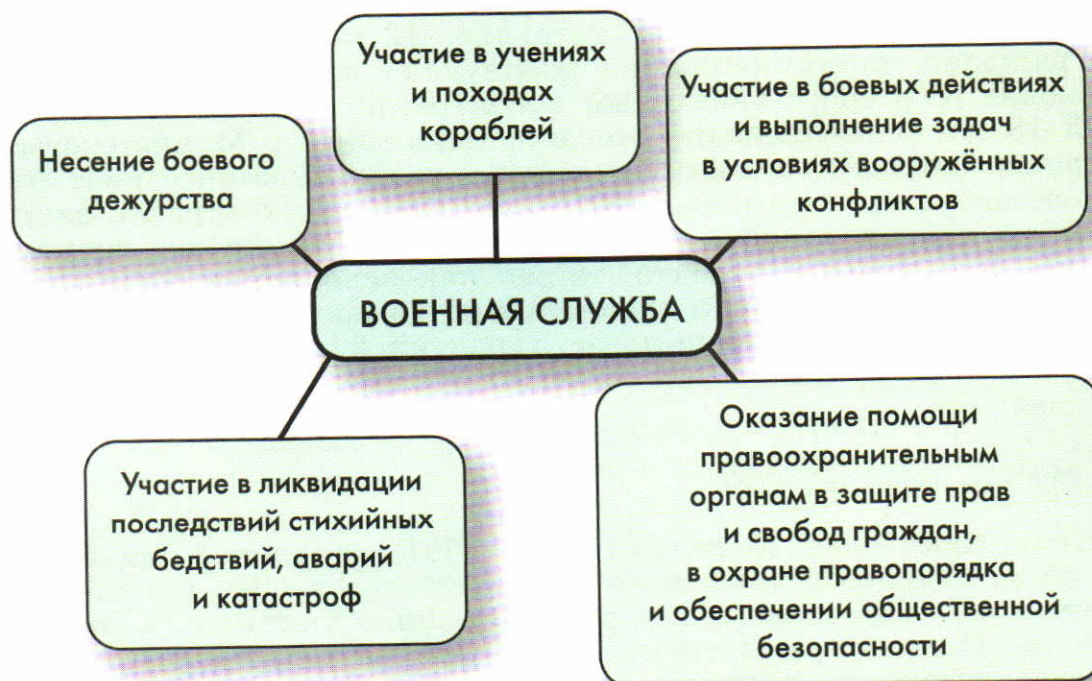 Участие в учениях
и походах
кораблей
Участие в боевых действиях
и выполнение задач
в условиях вооружённых
конфликтов
Несение боевого
дежурства
ВОЕННАЯ СЛУЖБА
Участие в ликвидации
последствий стихийных
бедствий, аварий
и катастроф
Оказание помощи
правоохранительным
органам в защите прав
и свобод граждан,
в охране правопорядка
и обеспечении общественной
безопасности